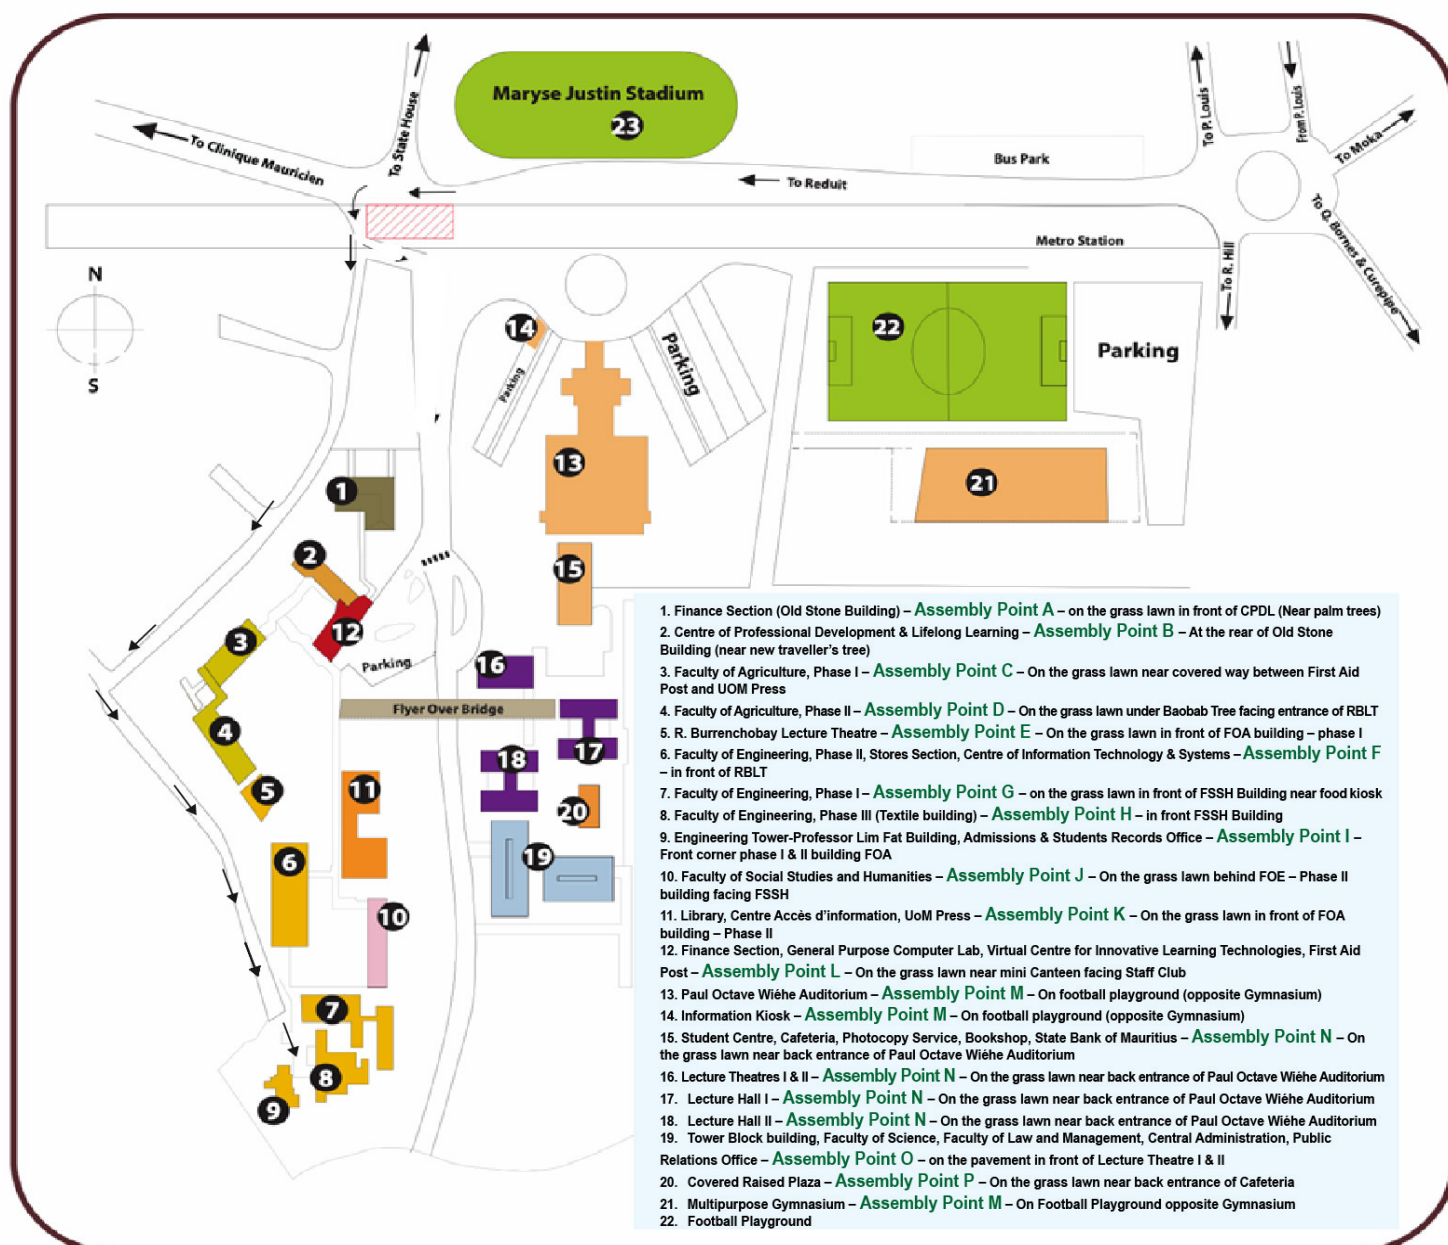 Maryse Justin Stadium
23
To State House
To Clinique Mauricien
To P. Louis
From P. Louis
To Moka
Bus Park
To Reduit
To Q. Bornes & Curepipe
Metro Station
To R. Hill
N
S
14
Parking
Parking
22
Parking
13
21
1
2
15
12
3
Parking
16
Flyer Over Bridge
4
17
18
5
11
20
6
19
10
7
8
9
1. Finance Section (Old Stone Building) – Assembly Point A – on the grass lawn in front of CPDL (Near palm trees)
2. Centre of Professional Development & Lifelong Learning – Assembly Point B – At the rear of Old Stone
Building (near new traveller's tree)
3. Faculty of Agriculture, Phase I – Assembly Point C – On the grass lawn near covered way between First Aid
Post and UOM Press
4. Faculty of Agriculture, Phase II – Assembly Point D – On the grass lawn under Baobab Tree facing entrance of RBLT
5. R. Burrenchobay Lecture Theatre – Assembly Point E – On the grass lawn in front of FOA building – phase I
6. Faculty of Engineering, Phase II, Stores Section, Centre of Information Technology & Systems – Assembly Point F
– in front of RBLT
7. Faculty of Engineering, Phase I – Assembly Point G – on the grass lawn in front of FSSH Building near food kiosk
8. Faculty of Engineering, Phase III (Textile building) – Assembly Point H – in front FSSH Building
9. Engineering Tower-Professor Lim Fat Building, Admissions & Students Records Office – Assembly Point I –
Front corner phase I & II building FOA
10. Faculty of Social Studies and Humanities – Assembly Point J – On the grass lawn behind FOE – Phase II
building facing FSSH
11. Library, Centre Accès d'information, UoM Press – Assembly Point K – On the grass lawn in front of FOA
building – Phase II
12. Finance Section, General Purpose Computer Lab, Virtual Centre for Innovative Learning Technologies, First Aid
Post – Assembly Point L – On the grass lawn near mini Canteen facing Staff Club
13. Paul Octave Wiéhe Auditorium – Assembly Point M – On football playground (opposite Gymnasium)
14. Information Kiosk – Assembly Point M – On football playground (opposite Gymnasium)
15. Student Centre, Cafeteria, Photocopy Service, Bookshop, State Bank of Mauritius – Assembly Point N – On
the grass lawn near back entrance of Paul Octave Wiéhe Auditorium
16. Lecture Theatres I & II – Assembly Point N – On the grass lawn near back entrance of Paul Octave Wiéhe Auditorium
17. Lecture Hall I – Assembly Point N – On the grass lawn near back entrance of Paul Octave Wiéhe Auditorium
18. Lecture Hall II – Assembly Point N – On the grass lawn near back entrance of Paul Octave Wiéhe Auditorium
19. Tower Block building, Faculty of Science, Faculty of Law and Management, Central Administration, Public
Relations Office – Assembly Point O – on the pavement in front of Lecture Theatre I & II
20. Covered Raised Plaza – Assembly Point P – On the grass lawn near back entrance of Cafeteria
21. Multipurpose Gymnasium – Assembly Point M – On Football Playground opposite Gymnasium
22. Football Playground